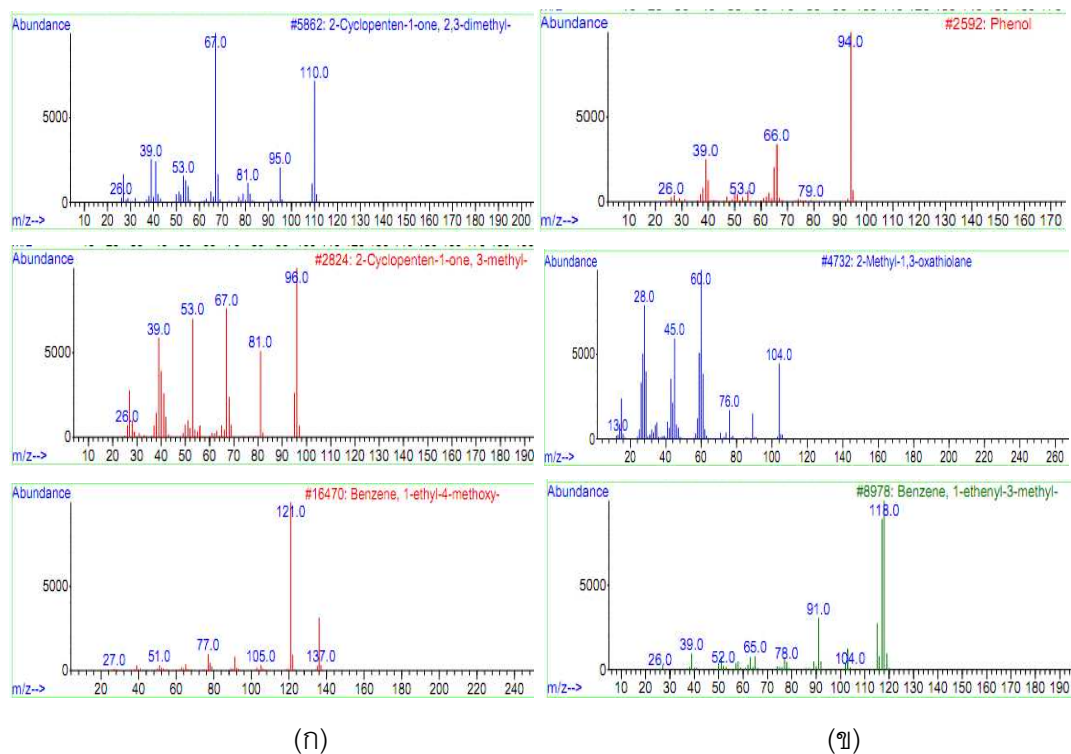 Abundance
#5862: 2-Cyclopenten-1-one, 2,3-dimethyl-
67.0
110.0
5000
39.0
26.0
53.0
81.0
95.0
m/z-->
10 20 30 40 50 60 70 80 90 100 110 120 130 140 150 160 170 180 190 200
Abundance
#2592: Phenol
94.0
5000
66.0
39.0
26.0
53.0
79.0
m/z-->
10 20 30 40 50 60 70 80 90 100 110 120 130 140 150 160 170
m/z-->
Abundance
#2824: 2-Cyclopenten-1-one, 3-methyl-
96.0
67.0
53.0
39.0
5000
81.0
26.0
m/z-->
10 20 30 40 50 60 70 80 90 100 110 120 130 140 150 160 170 180 190
m/z-->
Abundance
#4732: 2-Methyl-1,3-oxathiolane
60.0
28.0
45.0
5000
104.0
76.0
13.0
m/z-->
20 40 60 80 100 120 140 160 180 200 220 240 260
Abundance
#16470: Benzene, 1-ethyl-4-methoxy-
121.0
5000
77.0
27.0
51.0
105.0
137.0
m/z-->
20 40 60 80 100 120 140 160 180 200 220 240
Abundance
#8978: Benzene, 1-ethenyl-3-methyl-
118.0
5000
91.0
39.0
65.0
26.0
52.0
78.0
104.0
m/z-->
10 20 30 40 50 60 70 80 90 100 110 120 130 140 150 160 170 180 190 200
(ก)
(ข)